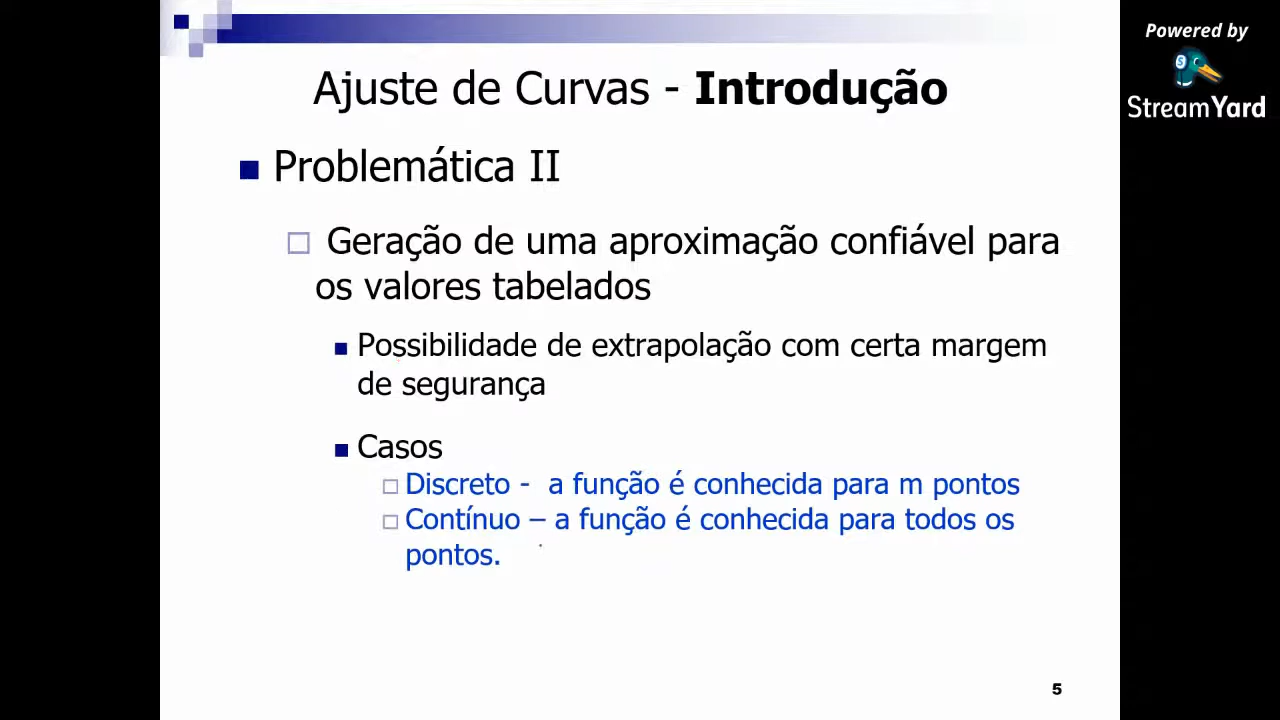 Powered by
StreamYard
Ajuste de Curvas - Introdução
Problemática II
Geração de uma aproximação confiável para
os valores tabelados
Possibilidade de extrapolação com certa margem
de segurança
Casos
Discreto - a função é conhecida para m pontos
Contínuo – a função é conhecida para todos os
pontos.
5